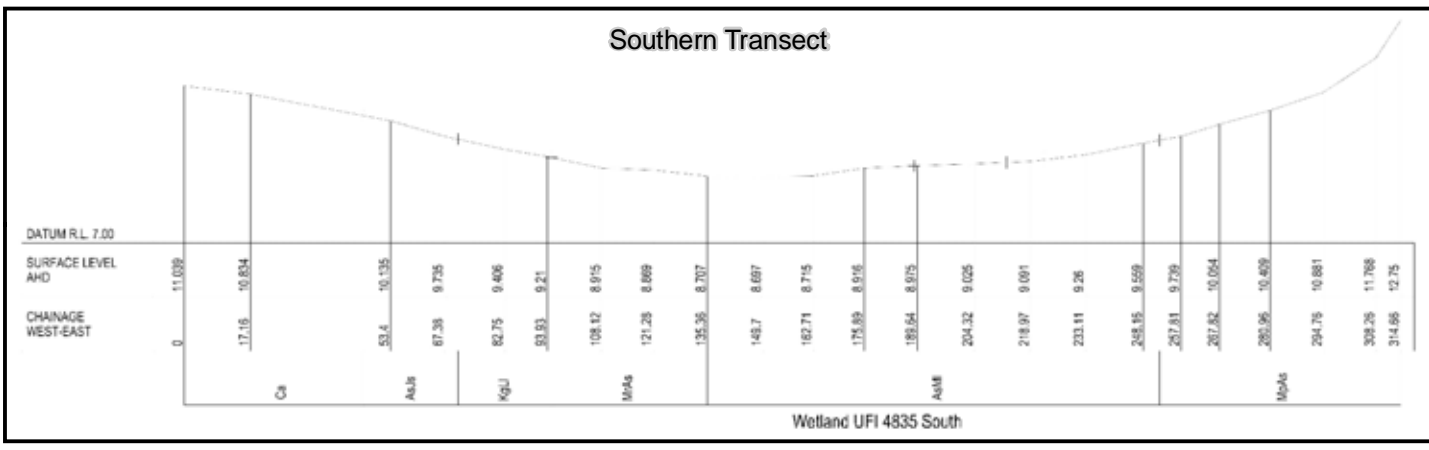 Southern Transect
DATUM R.L. 7.00
SURFACE LEVEL
AHD
11.039 10.834 10.135 9.735 9.406 9.21 8.915 8.869 8.707 8.697 8.715 8.916 8.975 9.025 9.091 9.26 9.559 9.739 10.054 10.409 10.881 11.768 12.75
CHAINAGE
WEST-EAST
0 17.16 53.4 67.38 82.75 93.93 108.12 121.28 135.36 149.7 162.71 175.89 189.64 204.32 218.97 233.11 248.16 257.81 267.82 280.96 294.76 308.26 314.66
Ca AsJs MrAs AsMl MpAs
Wetland UFI 4835 South